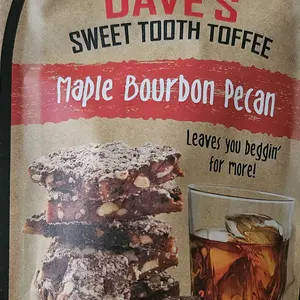 DAVE'S
SWEET TOOTH TOFFEE
Maple Bourbon Pecan
Leaves you beggin'
for more!